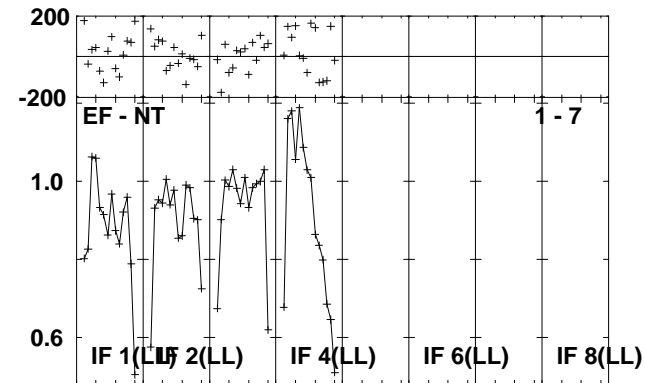 200
-200
EF - NT 1 - 7
1.0
0.6
IF 1(LL) IF 2(LL) IF 4(LL) IF 6(LL) IF 8(LL)